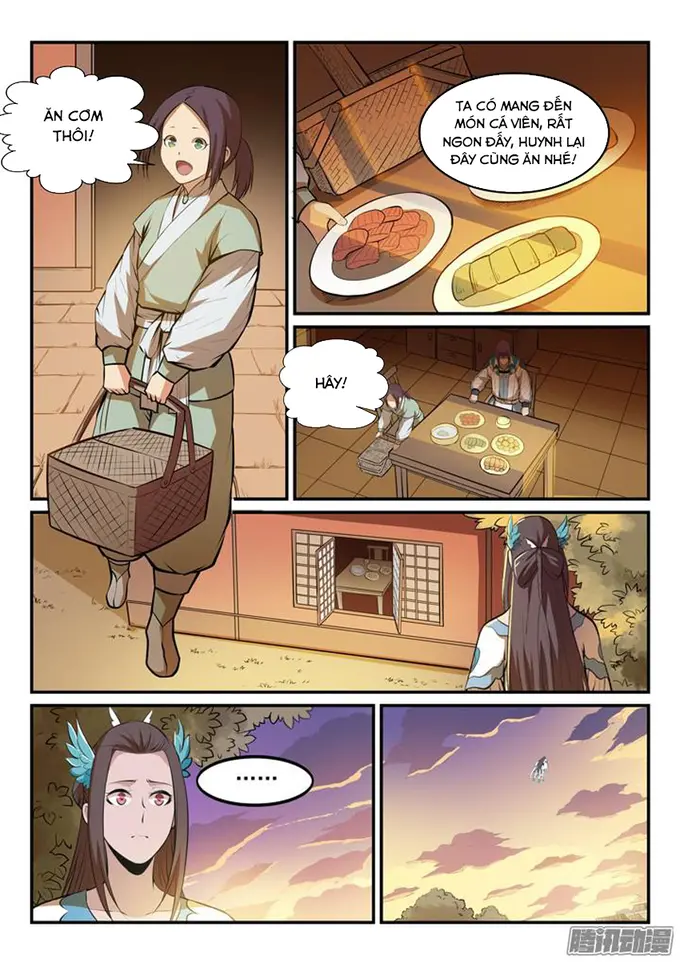 ĂN CƠM
THÔI!
TA CÓ MANG ĐẾN
MÓN CÁ VIÊN, RẤT
NGON ĐẤY, HUYNH LẠI
ĐÂY CÙNG ĂN NHÉ!
HÂY!
......
腾讯动漫